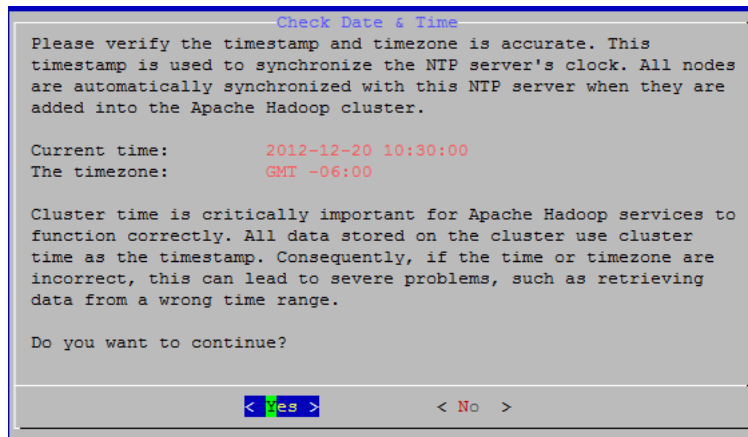 Check Date & Time
Please verify the timestamp and timezone is accurate. This
timestamp is used to synchronize the NTP server's clock. All nodes
are automatically synchronized with this NTP server when they are
added into the Apache Hadoop cluster.
Current time: 2012-12-20 10:30:00
The timezone: GMT -06:00
Cluster time is critically important for Apache Hadoop services to
function correctly. All data stored on the cluster use cluster
time as the timestamp. Consequently, if the time or timezone are
incorrect, this can lead to severe problems, such as retrieving
data from a wrong time range.
Do you want to continue?
< Yes > < No >